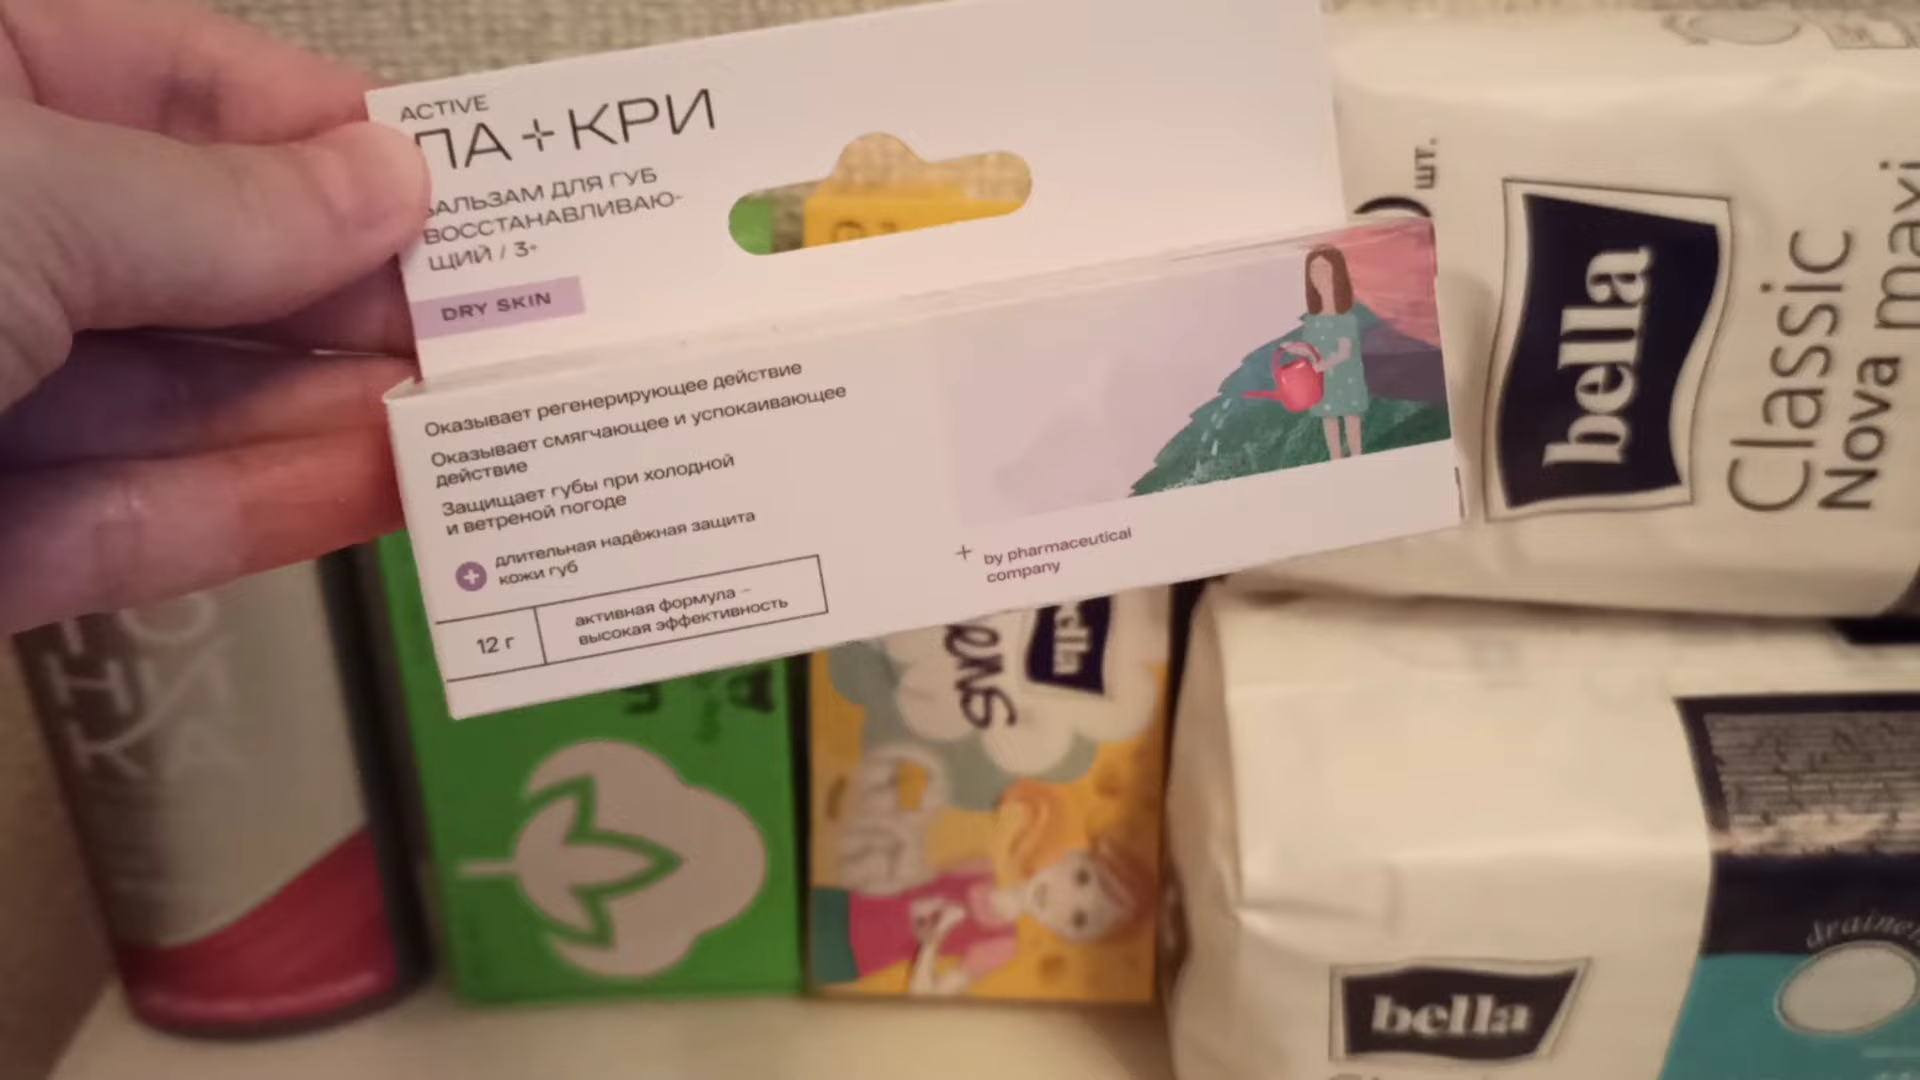 ACTIVE
ЛА + КРИ
БАЛЬЗАМ ДЛЯ ГУБ
ВОССТАНАВЛИВАЮ-
ЩИЙ / 3+
DRY SKIN
Оказывает регенерирующее действие
Оказывает смягчающее и успокаивающее
действие
Защищает губы при холодной
и ветреной погоде
длительная надёжная защита
кожи губ
12 г
активная формула –
высокая эффективность
+ by pharmaceutical
company
шт.
bella
Classic
Nova maxi
bella